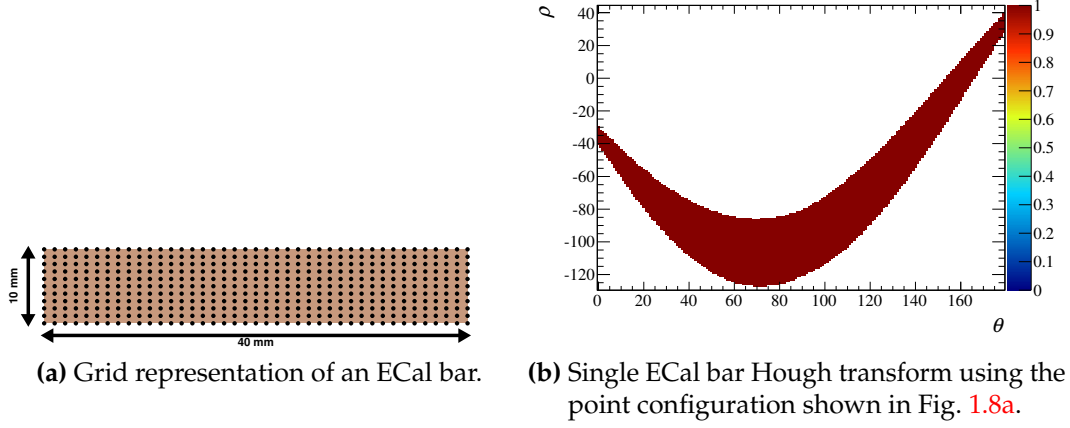 10 mm
40 mm
(a) Grid representation of an ECal bar.
ρ
40
20
0
-20
-40
-60
-80
-100
-120
0 20 40 60 80 100 120 140 160
θ
1
0.9
0.8
0.7
0.6
0.5
0.4
0.3
0.2
0.1
0
(b) Single ECal bar Hough transform using the
point configuration shown in Fig. 1.8a.